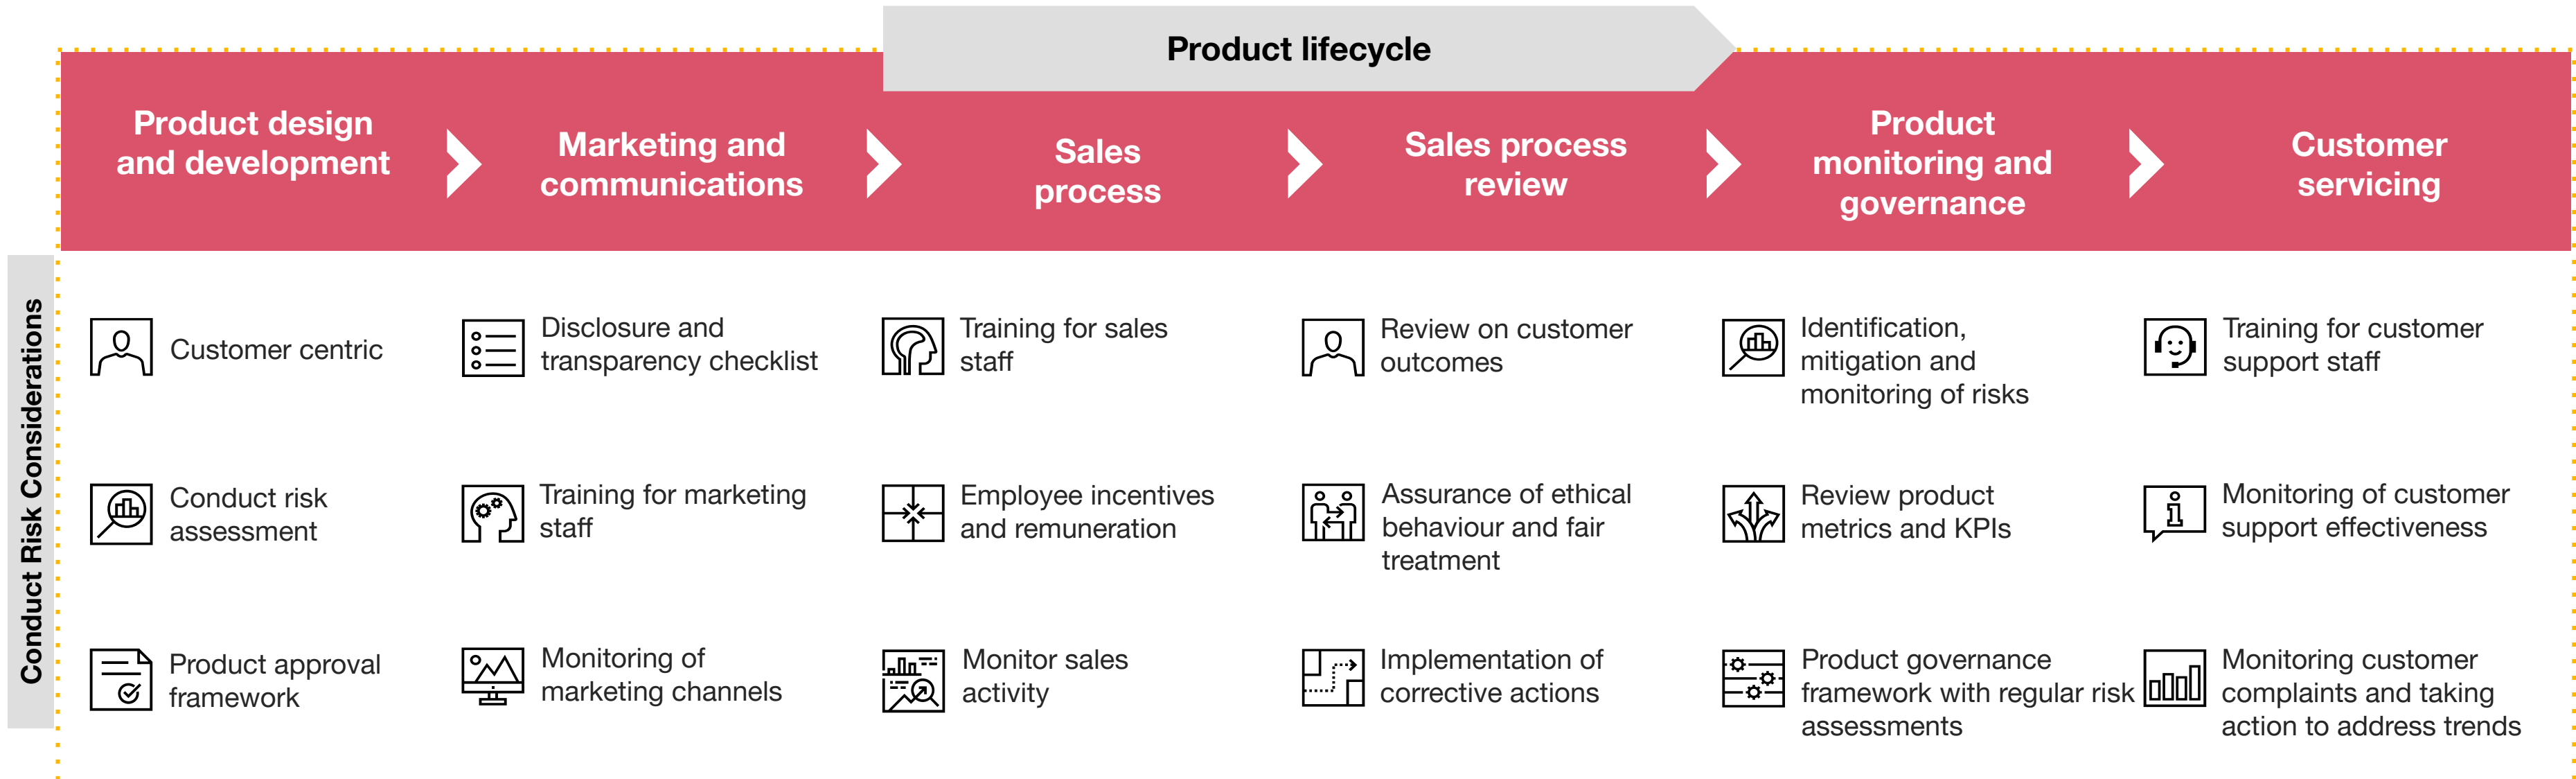 Product lifecycle
Product design
and development
Marketing and
communications
Sales
process
Sales process
review
Product
monitoring and
governance
Customer
servicing
Conduct Risk Considerations
Customer centric
Disclosure and
transparency checklist
Training for sales
staff
Review on customer
outcomes
Identification,
mitigation and
monitoring of risks
Training for customer
support staff
Conduct risk
assessment
Training for marketing
staff
Employee incentives
and remuneration
Assurance of ethical
behaviour and fair
treatment
Review product
metrics and KPIs
Monitoring of customer
support effectiveness
Product approval
framework
Monitoring of
marketing channels
Monitor sales
activity
Implementation of
corrective actions
Product governance
framework with regular risk
assessments
Monitoring customer
complaints and taking
action to address trends